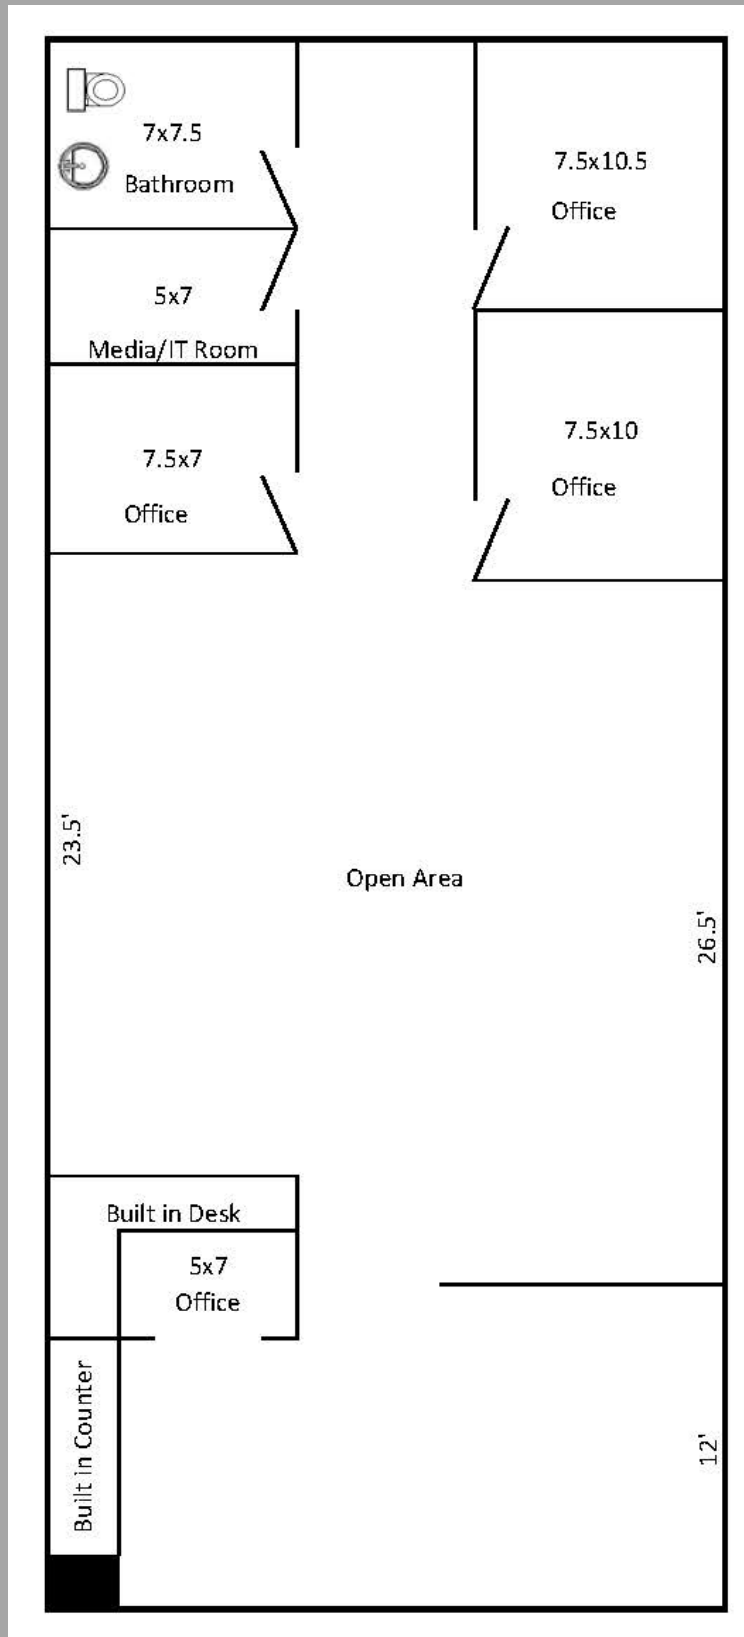 7x7.5
Bathroom
7.5x10.5
Office
5x7
Media/IT Room
7.5x7
Office
7.5x10
Office
23.5'
Open Area
26.5'
Built in Desk
5x7
Office
Built in Counter
12'